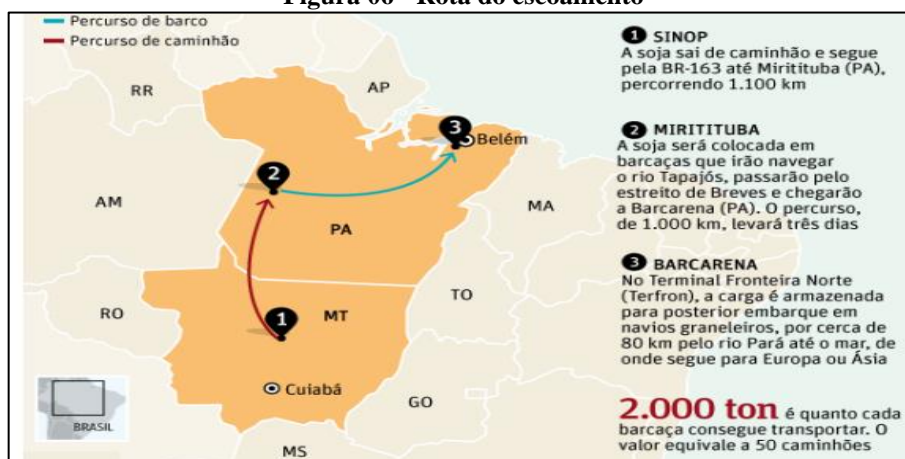 Figura 06 - Rota do escoamento
Percurso de barco
Percurso de caminhão
RR
AP
AM
PA
MA
RO
MT
TO
GO
MS
Belém
Cuiabá
BRASIL
1
2
3
1 SINOP
A soja sai de caminhão e segue
pela BR-163 até Miritituba (PA),
percorrendo 1.100 km
2 MIRITITUBA
A soja será colocada em
barcaças que irão navegar
o rio Tapajós, passarão pelo
estreito de Breves e chegarão
a Barcarena (PA). O percurso,
de 1.000 km, levará três dias
3 BARCARENA
No Terminal Fronteira Norte
(Terfron), a carga é armazenada
para posterior embarque em
navios graneleiros, por cerca de
80 km pelo rio Pará até o mar, de
onde segue para Europa ou Ásia
2.000 ton é quanto cada
barcaça consegue transportar. O
valor equivale a 50 caminhões